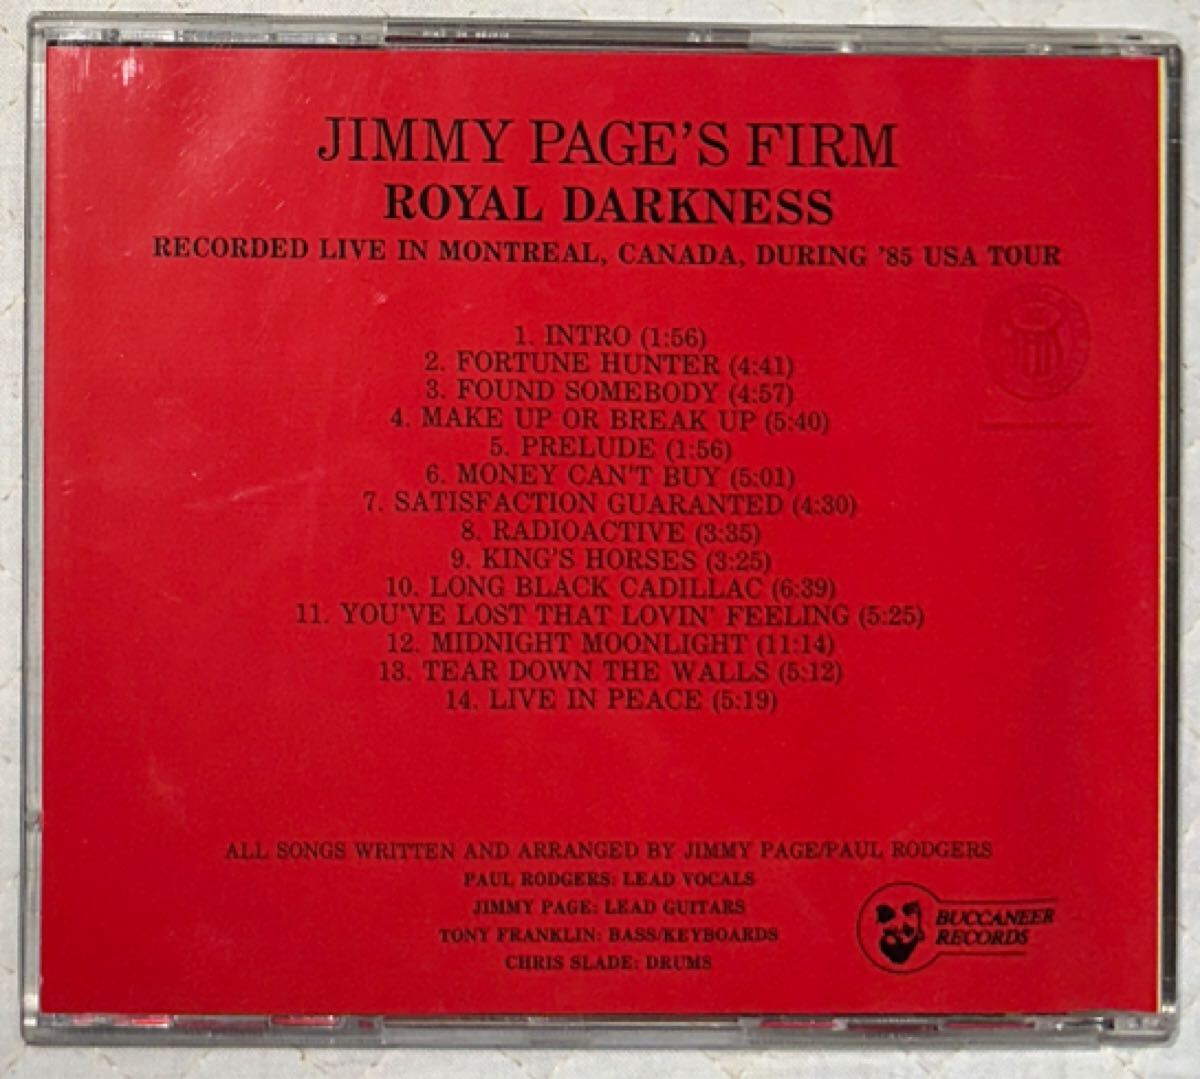 JIMMY PAGE'S FIRM
ROYAL DARKNESS
RECORDED LIVE IN MONTREAL, CANADA, DURING '85 USA TOUR
1. INTRO (1:56)
2. FORTUNE HUNTER (4:41)
3. FOUND SOMEBODY (4:57)
4. MAKE UP OR BREAK UP (5:40)
5. PRELUDE (1:56)
6. MONEY CAN'T BUY (5:01)
7. SATISFACTION GUARANTED (4:30)
8. RADIOACTIVE (3:35)
9. KING'S HORSES (3:25)
10. LONG BLACK CADILLAC (6:39)
11. YOU'VE LOST THAT LOVIN' FEELING (5:25)
12. MIDNIGHT MOONLIGHT (11:14)
13. TEAR DOWN THE WALLS (5:12)
14. LIVE IN PEACE (5:19)
ALL SONGS WRITTEN AND ARRANGED BY JIMMY PAGE/PAUL RODGERS
PAUL RODGERS: LEAD VOCALS
JIMMY PAGE: LEAD GUITARS
TONY FRANKLIN: BASS/KEYBOARDS
CHRIS SLADE: DRUMS
BUCCANEER
RECORDS